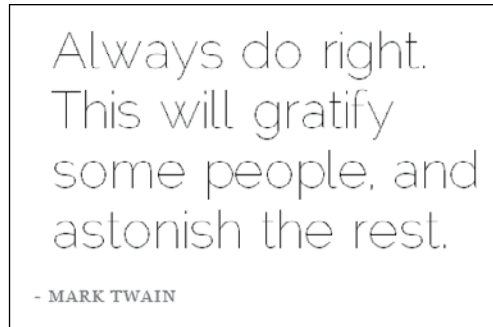 Always do right.
This will gratify
some people, and
astonish the rest.
- MARK TWAIN